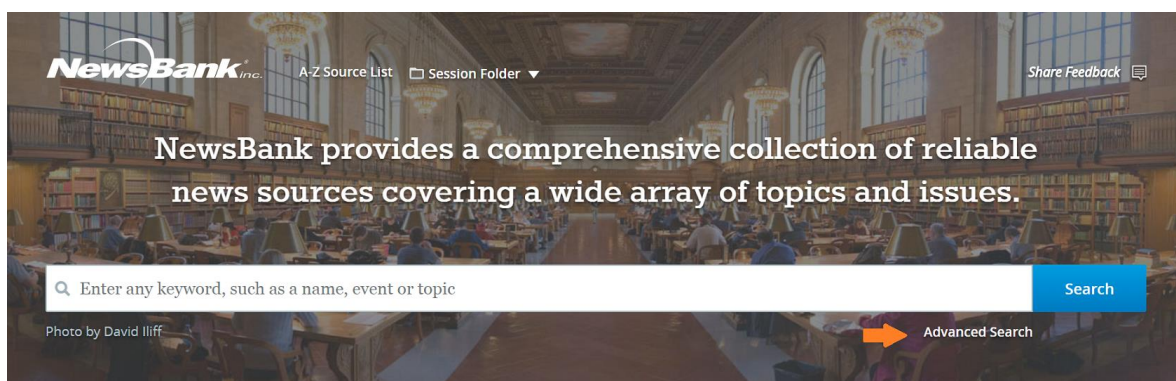 NewsBank inc.
A-Z Source List
Session Folder
Share Feedback
NewsBank provides a comprehensive collection of reliable
news sources covering a wide array of topics and issues.
Enter any keyword, such as a name, event or topic
Search
Photo by David Iliff
Advanced Search